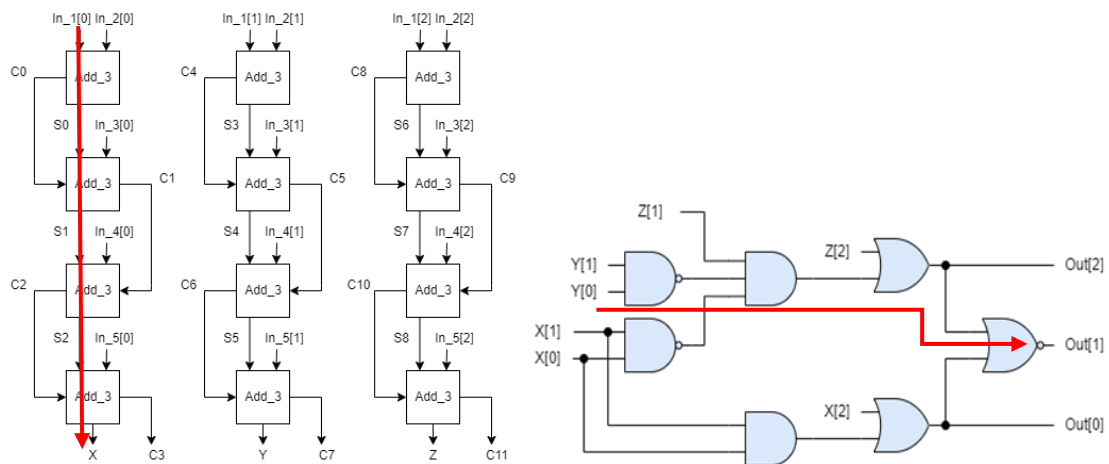 In_1[0] In_2[0]
In_1[1] In_2[1]
In_1[2] In_2[2]
C0 Add_3
C4 Add_3
C8 Add_3
S0 In_3[0]
S3 In_3[1]
S6 In_3[2]
Add_3 C1
Add_3 C5
Add_3 C9
S1 In_4[0]
S4 In_4[1]
S7 In_4[2]
C2 Add_3
C6 Add_3
C10 Add_3
S2 In_5[0]
S5 In_5[1]
S8 In_5[2]
Add_3
Add_3
Add_3
X C3
Y C7
Z C11
Z[1]
Z[2]
Out[2]
Y[1]
Y[0]
X[1]
Out[1]
X[0]
X[2]
Out[0]